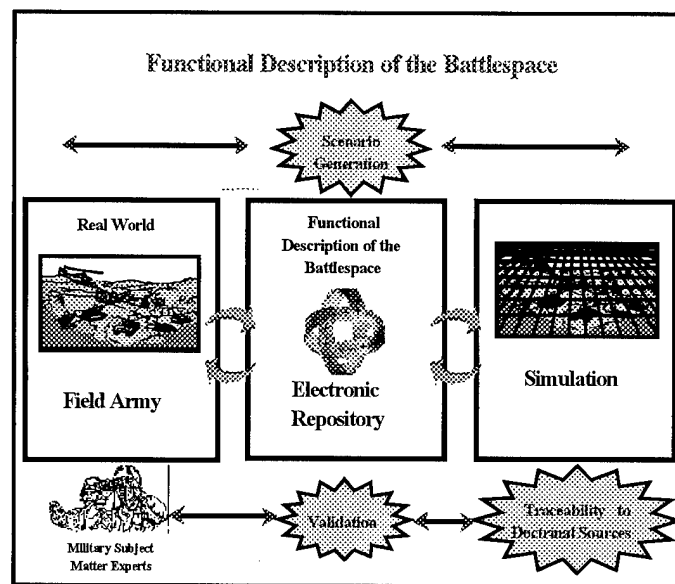 Functional Description of the Battlespace
Scenario
Generation
Real World
Field Army
Functional
Description of the
Battlespace
Electronic
Repository
Simulation
Military Subject
Matter Experts
Validation
Traceability to
Doctrinal Sources